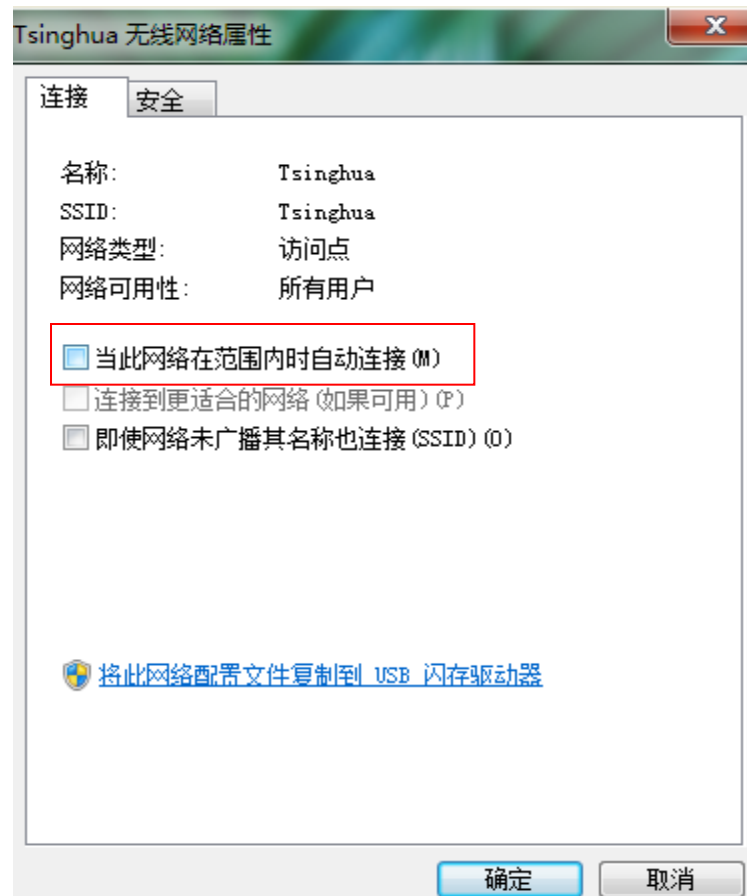 Tsinghua 无线网络属性
连接 安全
名称: Tsinghua
SSID: Tsinghua
网络类型: 访问点
网络可用性: 所有用户
当此网络在范围内时自动连接(M)
连接到更适合的网络(如果可用)(P)
即使网络未广播其名称也连接(SSID)(O)
将此网络配置文件复制到 USB 闪存驱动器
确定 取消